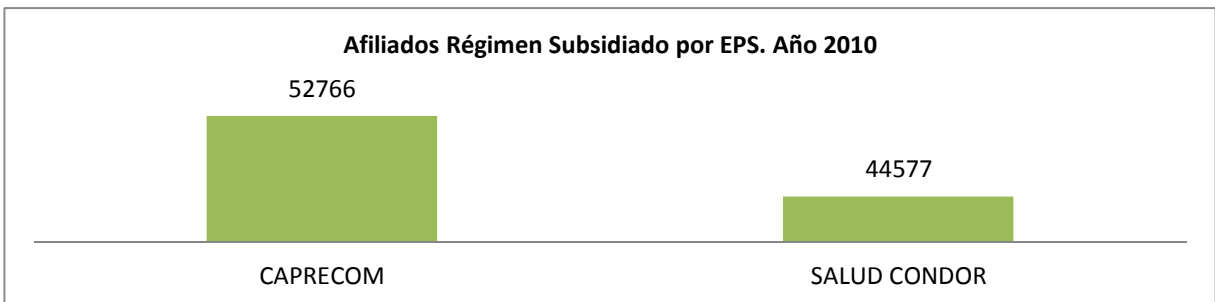 Afiliados Régimen Subsidiado por EPS. Año 2010
52766
44577
CAPRECOM
SALUD CONDOR